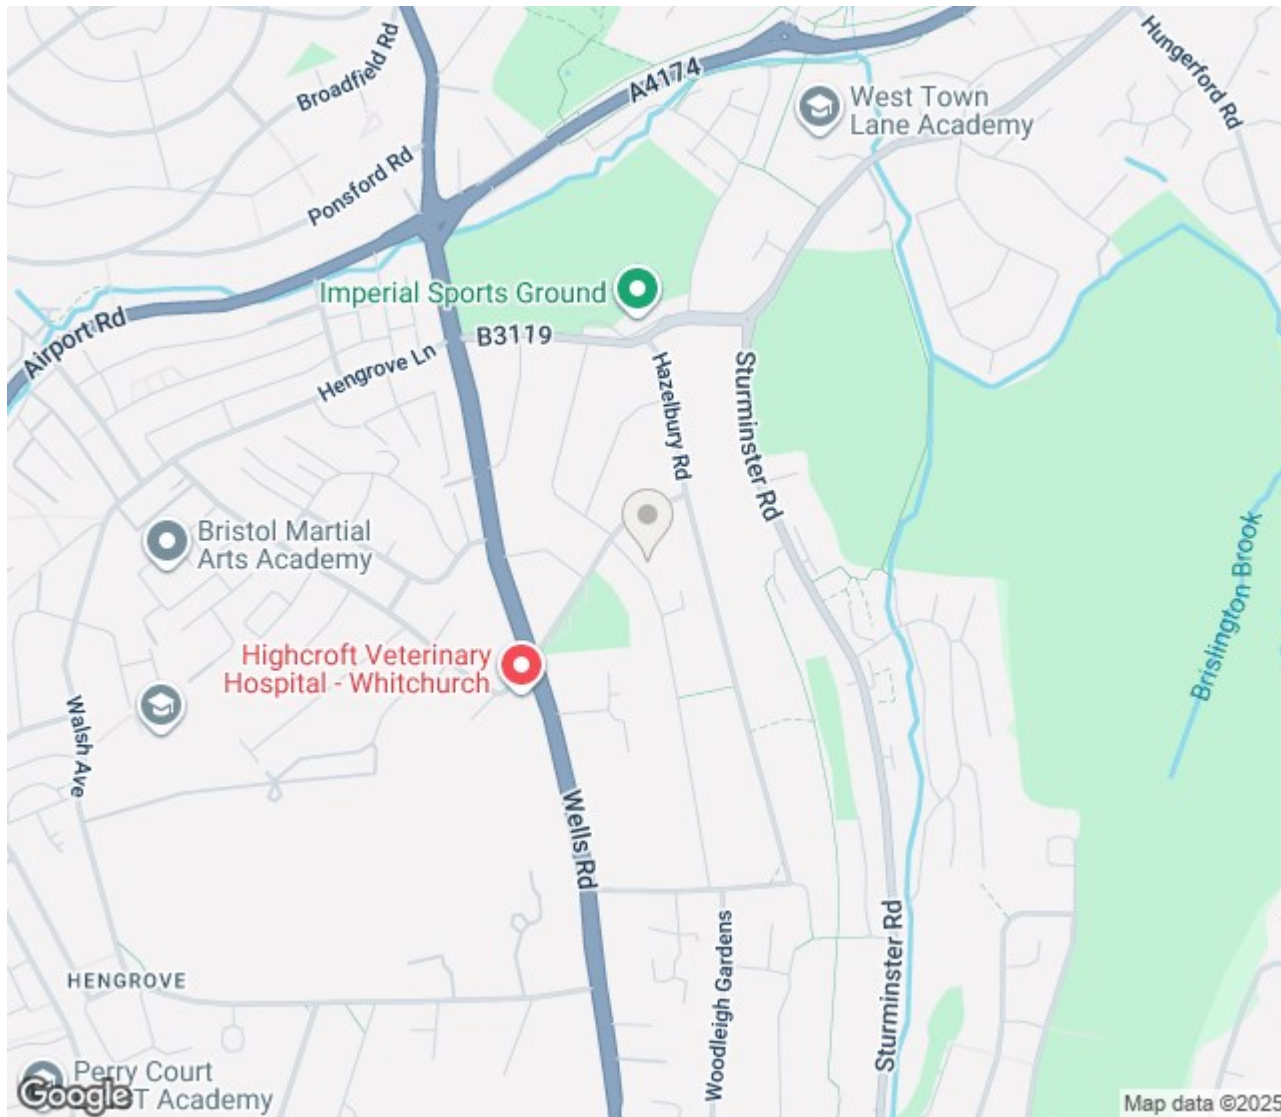 Broadfield Rd
A4174
Hungerford Rd
West Town
Lane Academy
Ponsford Rd
Imperial Sports Ground
Airport Rd
B3119
Hengrove Ln
Hazelbury Rd
Sturminster Rd
Bristol Martial
Arts Academy
Brislington Brook
Highcroft Veterinary
Hospital - Whitchurch
Walsh Ave
Wells Rd
Sturminster Rd
Woodleigh Gardens
HENGROVE
Perry Court
Google
T Academy
Map data ©2025